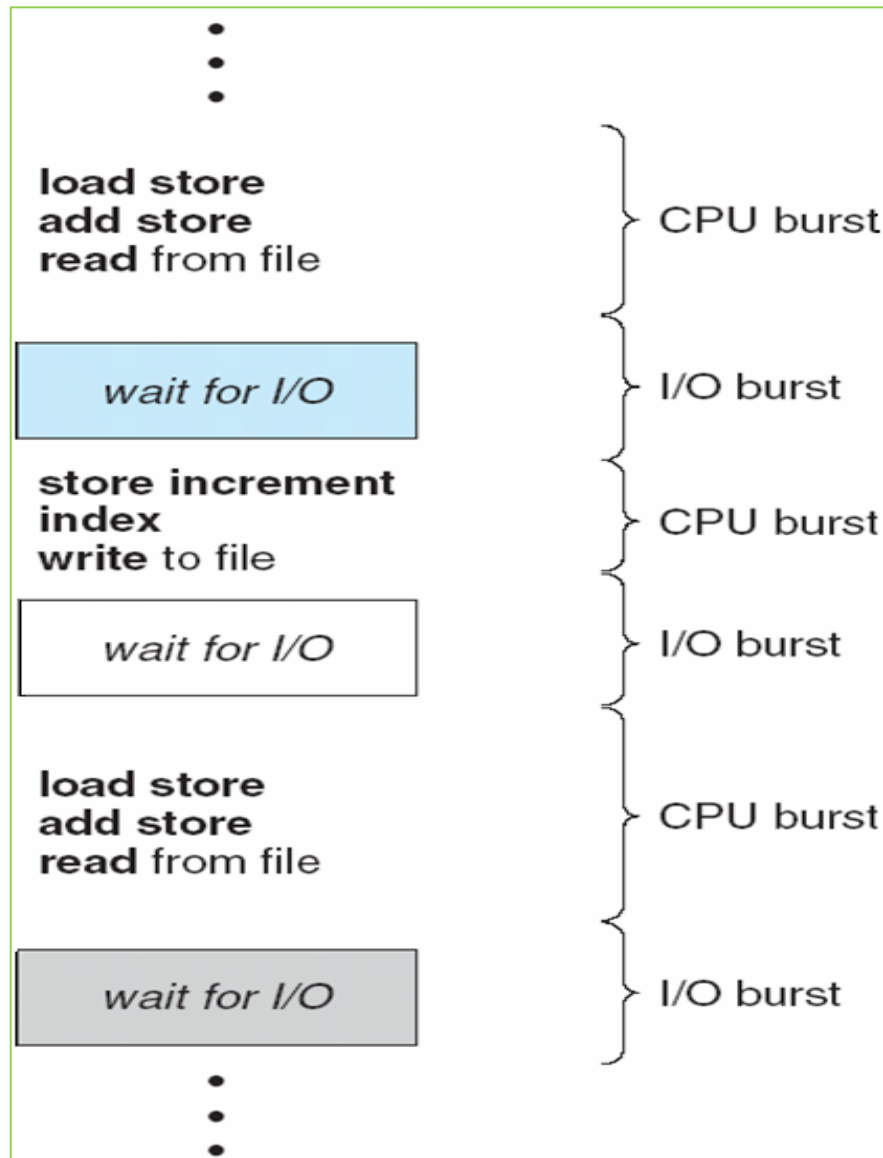 load store
add store
read from file
CPU burst
wait for I/O
I/O burst
store increment
index
write to file
CPU burst
wait for I/O
I/O burst
load store
add store
read from file
CPU burst
wait for I/O
I/O burst